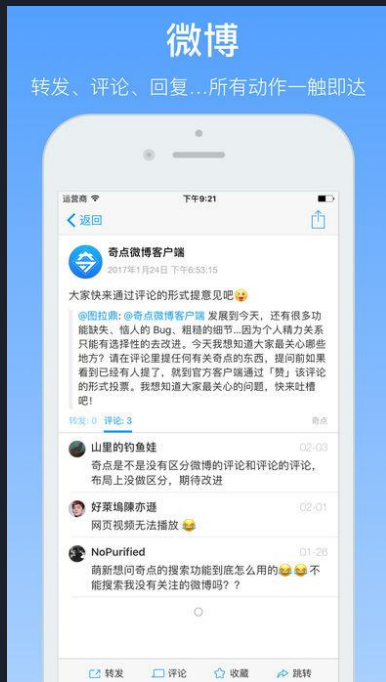 微博
转发、评论、回复...所有动作一触即达
运营商 下午9:21
返回
奇点微博客户端
2017年1月24日 下午6:53:15
大家快来通过评论的形式提意见吧😜
@图拉鼎: @奇点微博客户端 发展到今天，还有很多功
能缺失、恼人的 Bug、粗糙的细节...因为个人精力关系
只能有选择性的去改进。今天我想知道大家最关心哪些
地方？请在评论里提任何有关奇点的东西，提问前如果
看到已经有人提了，就到官方客户端通过「赞」该评论
的形式投票。我想知道大家最关心的问题，快来吐槽
吧！
转发: 0 评论: 3 奇点
山里的钓鱼娃 02-03
奇点是不是没有区分微博的评论和评论的评论，
布局上没做区分，期待改进
好莱塢陳亦遜 02-01
网页视频无法播放😂
NoPurified 01-26
萌新想问奇点的搜索功能到底怎么用的😂😂不
能搜索我没有关注的微博吗？？
转发 评论 收藏 跳转